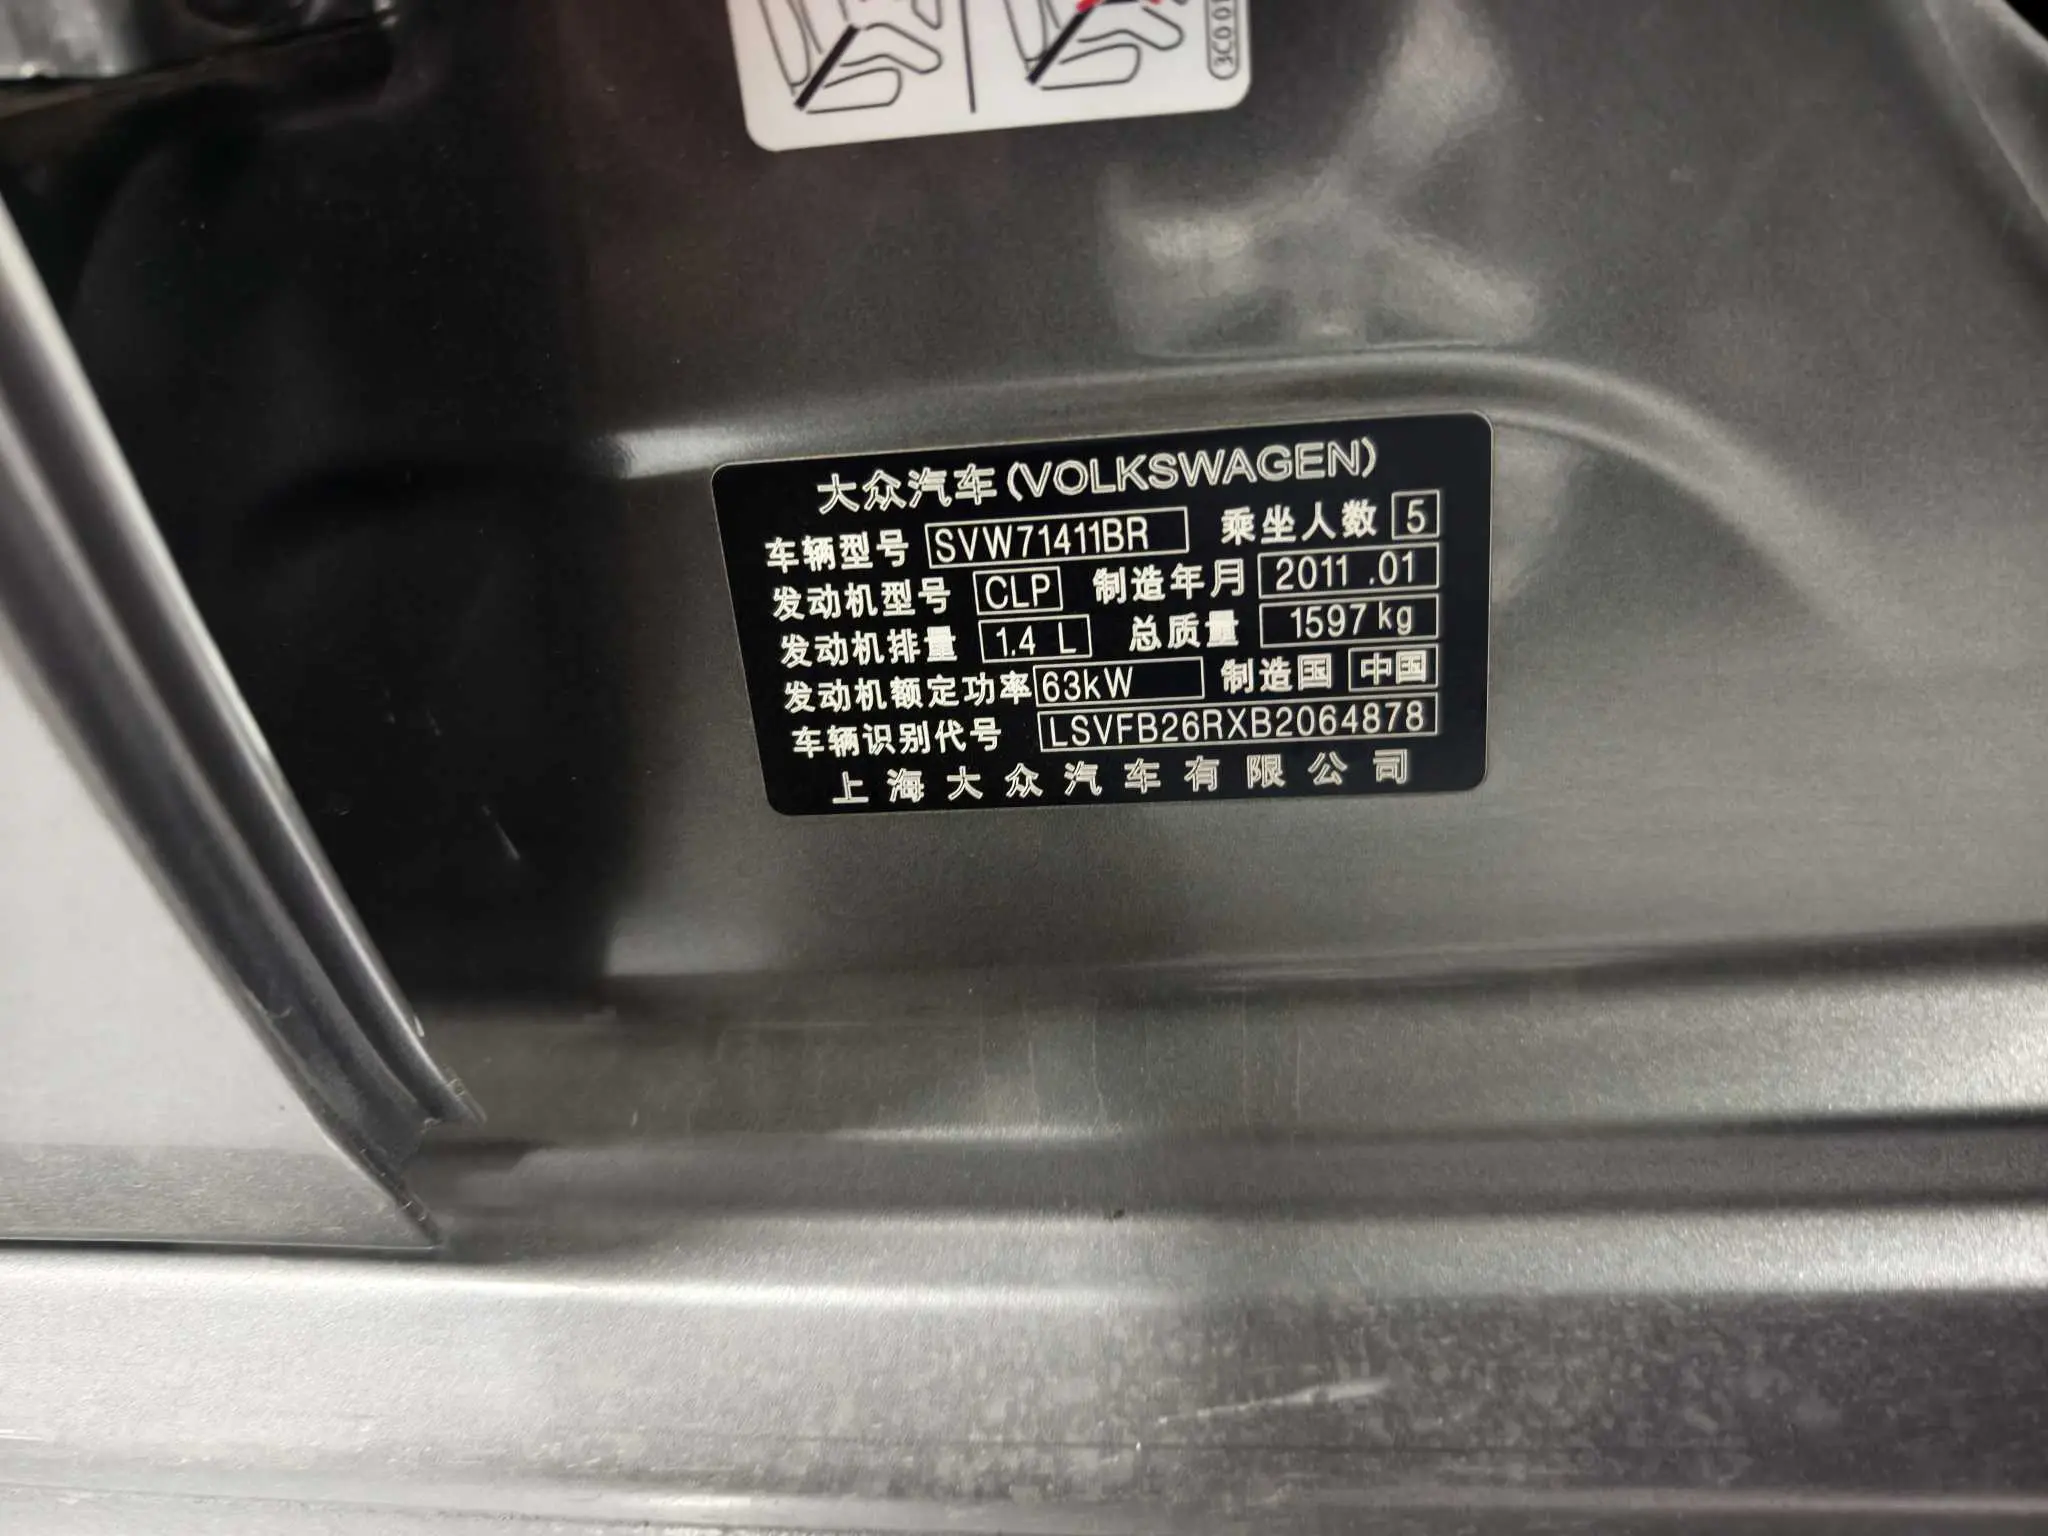 3C0 01
大众汽车(VOLKSWAGEN)
车辆型号 SVW71411BR 乘坐人数 5
发动机型号 CLP 制造年月 2011 .01
发动机排量 1.4 L 总质量 1597 kg
发动机额定功率 63kW 制造国 中国
车辆识别代号 LSVFB26RXB2064878
上海大众汽车有限公司